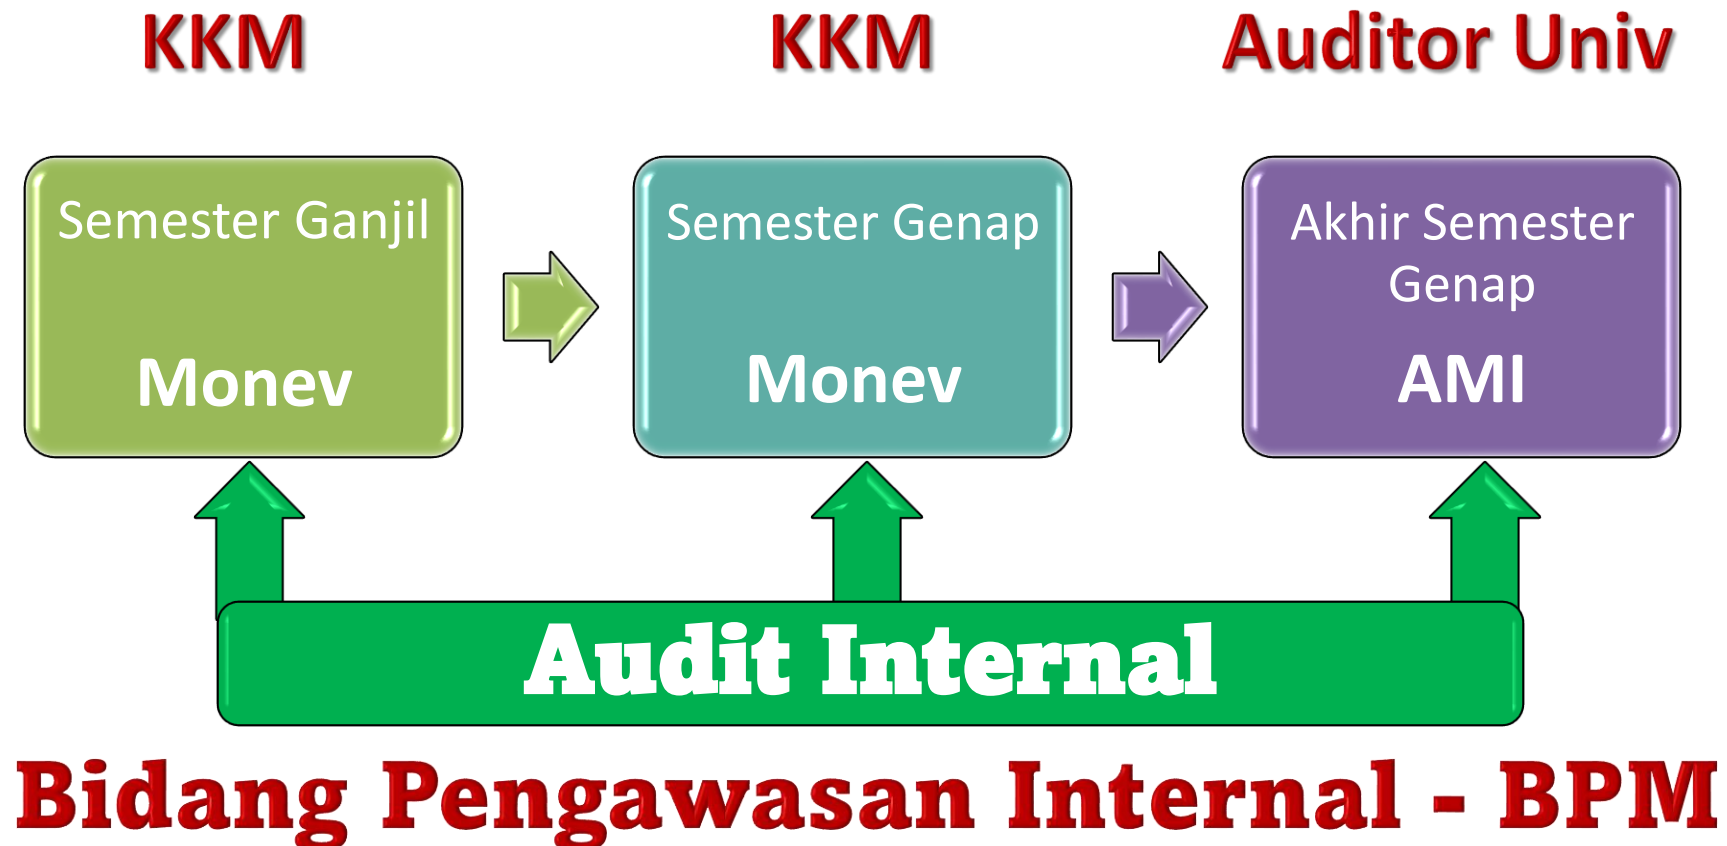 KKM
KKM
Auditor Univ
Semester Ganjil
Monev
Semester Genap
Monev
Akhir Semester
Genap
AMI
Audit Internal
Bidang Pengawasan Internal - BPM